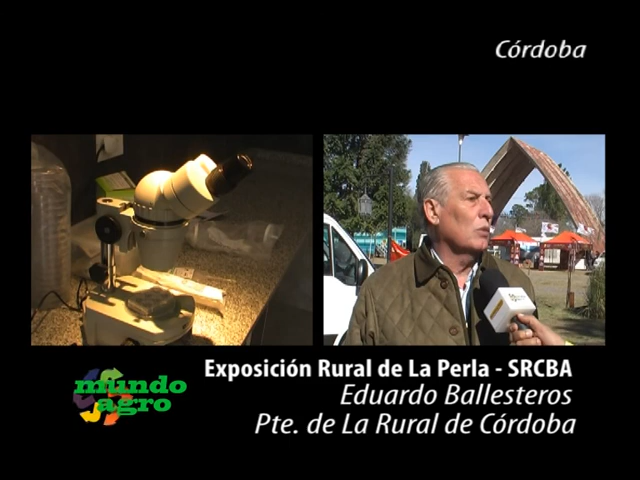 Córdoba
Exposición Rural de La Perla - SRCBA
mundo
agro
Eduardo Ballesteros
Pte. de La Rural de Córdoba